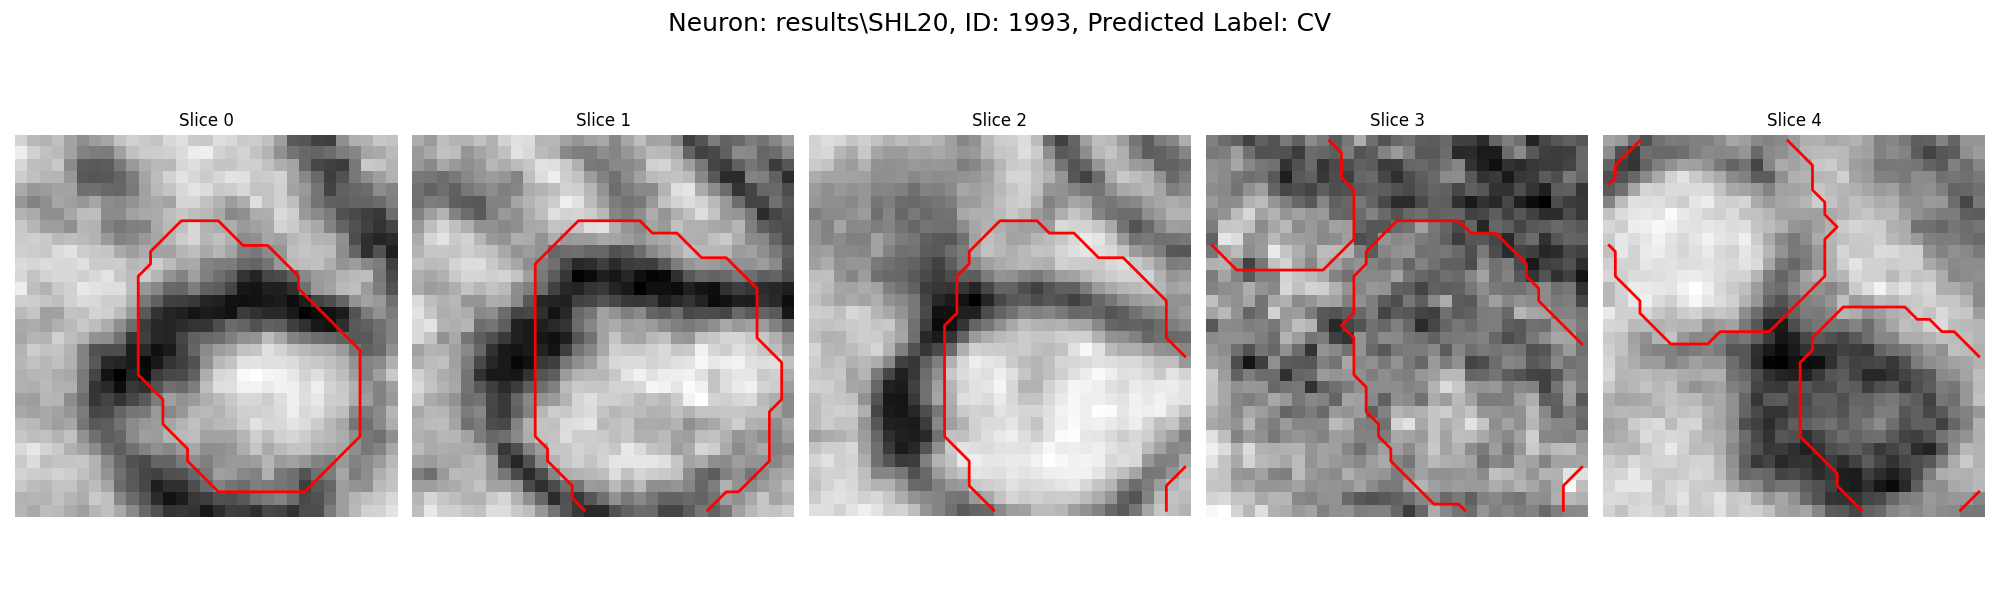 Neuron: results\SHL20, ID: 1993, Predicted Label: CV
Slice 0
Slice 1
Slice 2
Slice 3
Slice 4